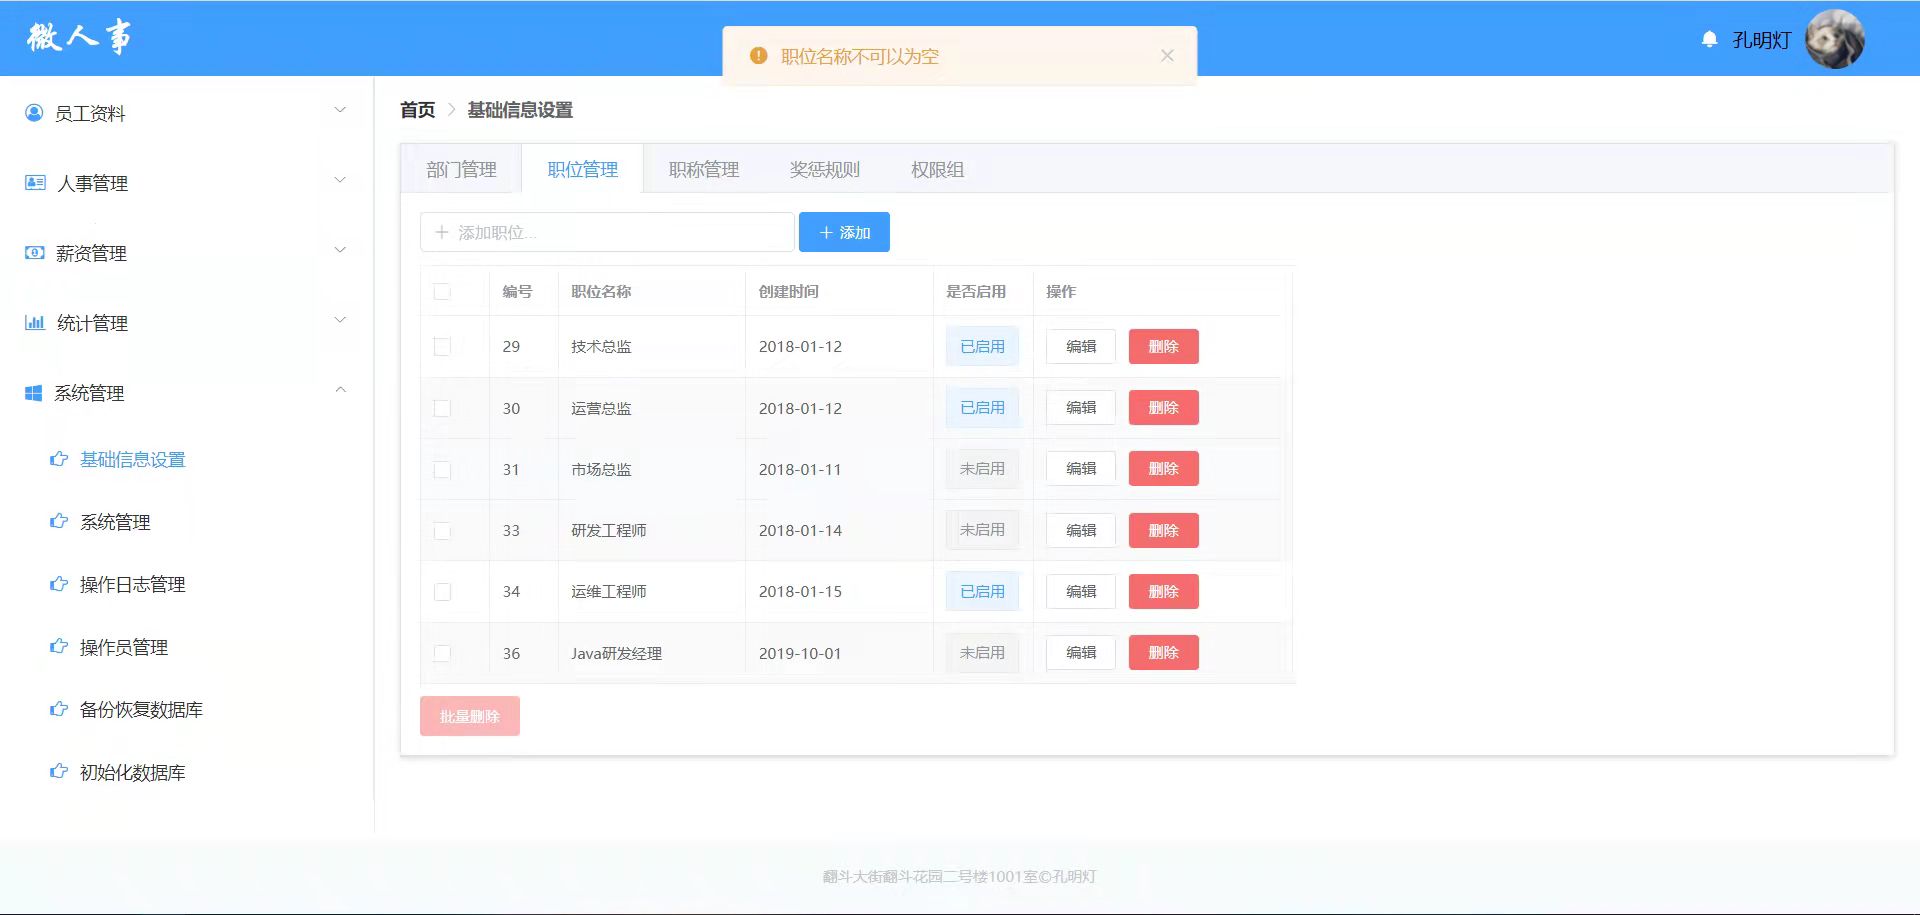 微人事
职位名称不可以为空
孔明灯
员工资料
人事管理
薪资管理
统计管理
系统管理
基础信息设置
系统管理
操作日志管理
操作员管理
备份恢复数据库
初始化数据库
首页 > 基础信息设置
部门管理 职位管理 职称管理 奖惩规则 权限组
添加职位...
添加
编号 职位名称 创建时间 是否启用 操作
29 技术总监 2018-01-12 已启用 编辑 删除
30 运营总监 2018-01-12 已启用 编辑 删除
31 市场总监 2018-01-11 未启用 编辑 删除
33 研发工程师 2018-01-14 未启用 编辑 删除
34 运维工程师 2018-01-15 已启用 编辑 删除
36 Java研发经理 2019-10-01 未启用 编辑 删除
批量删除
翻斗大街翻斗花园二号楼1001室©孔明灯